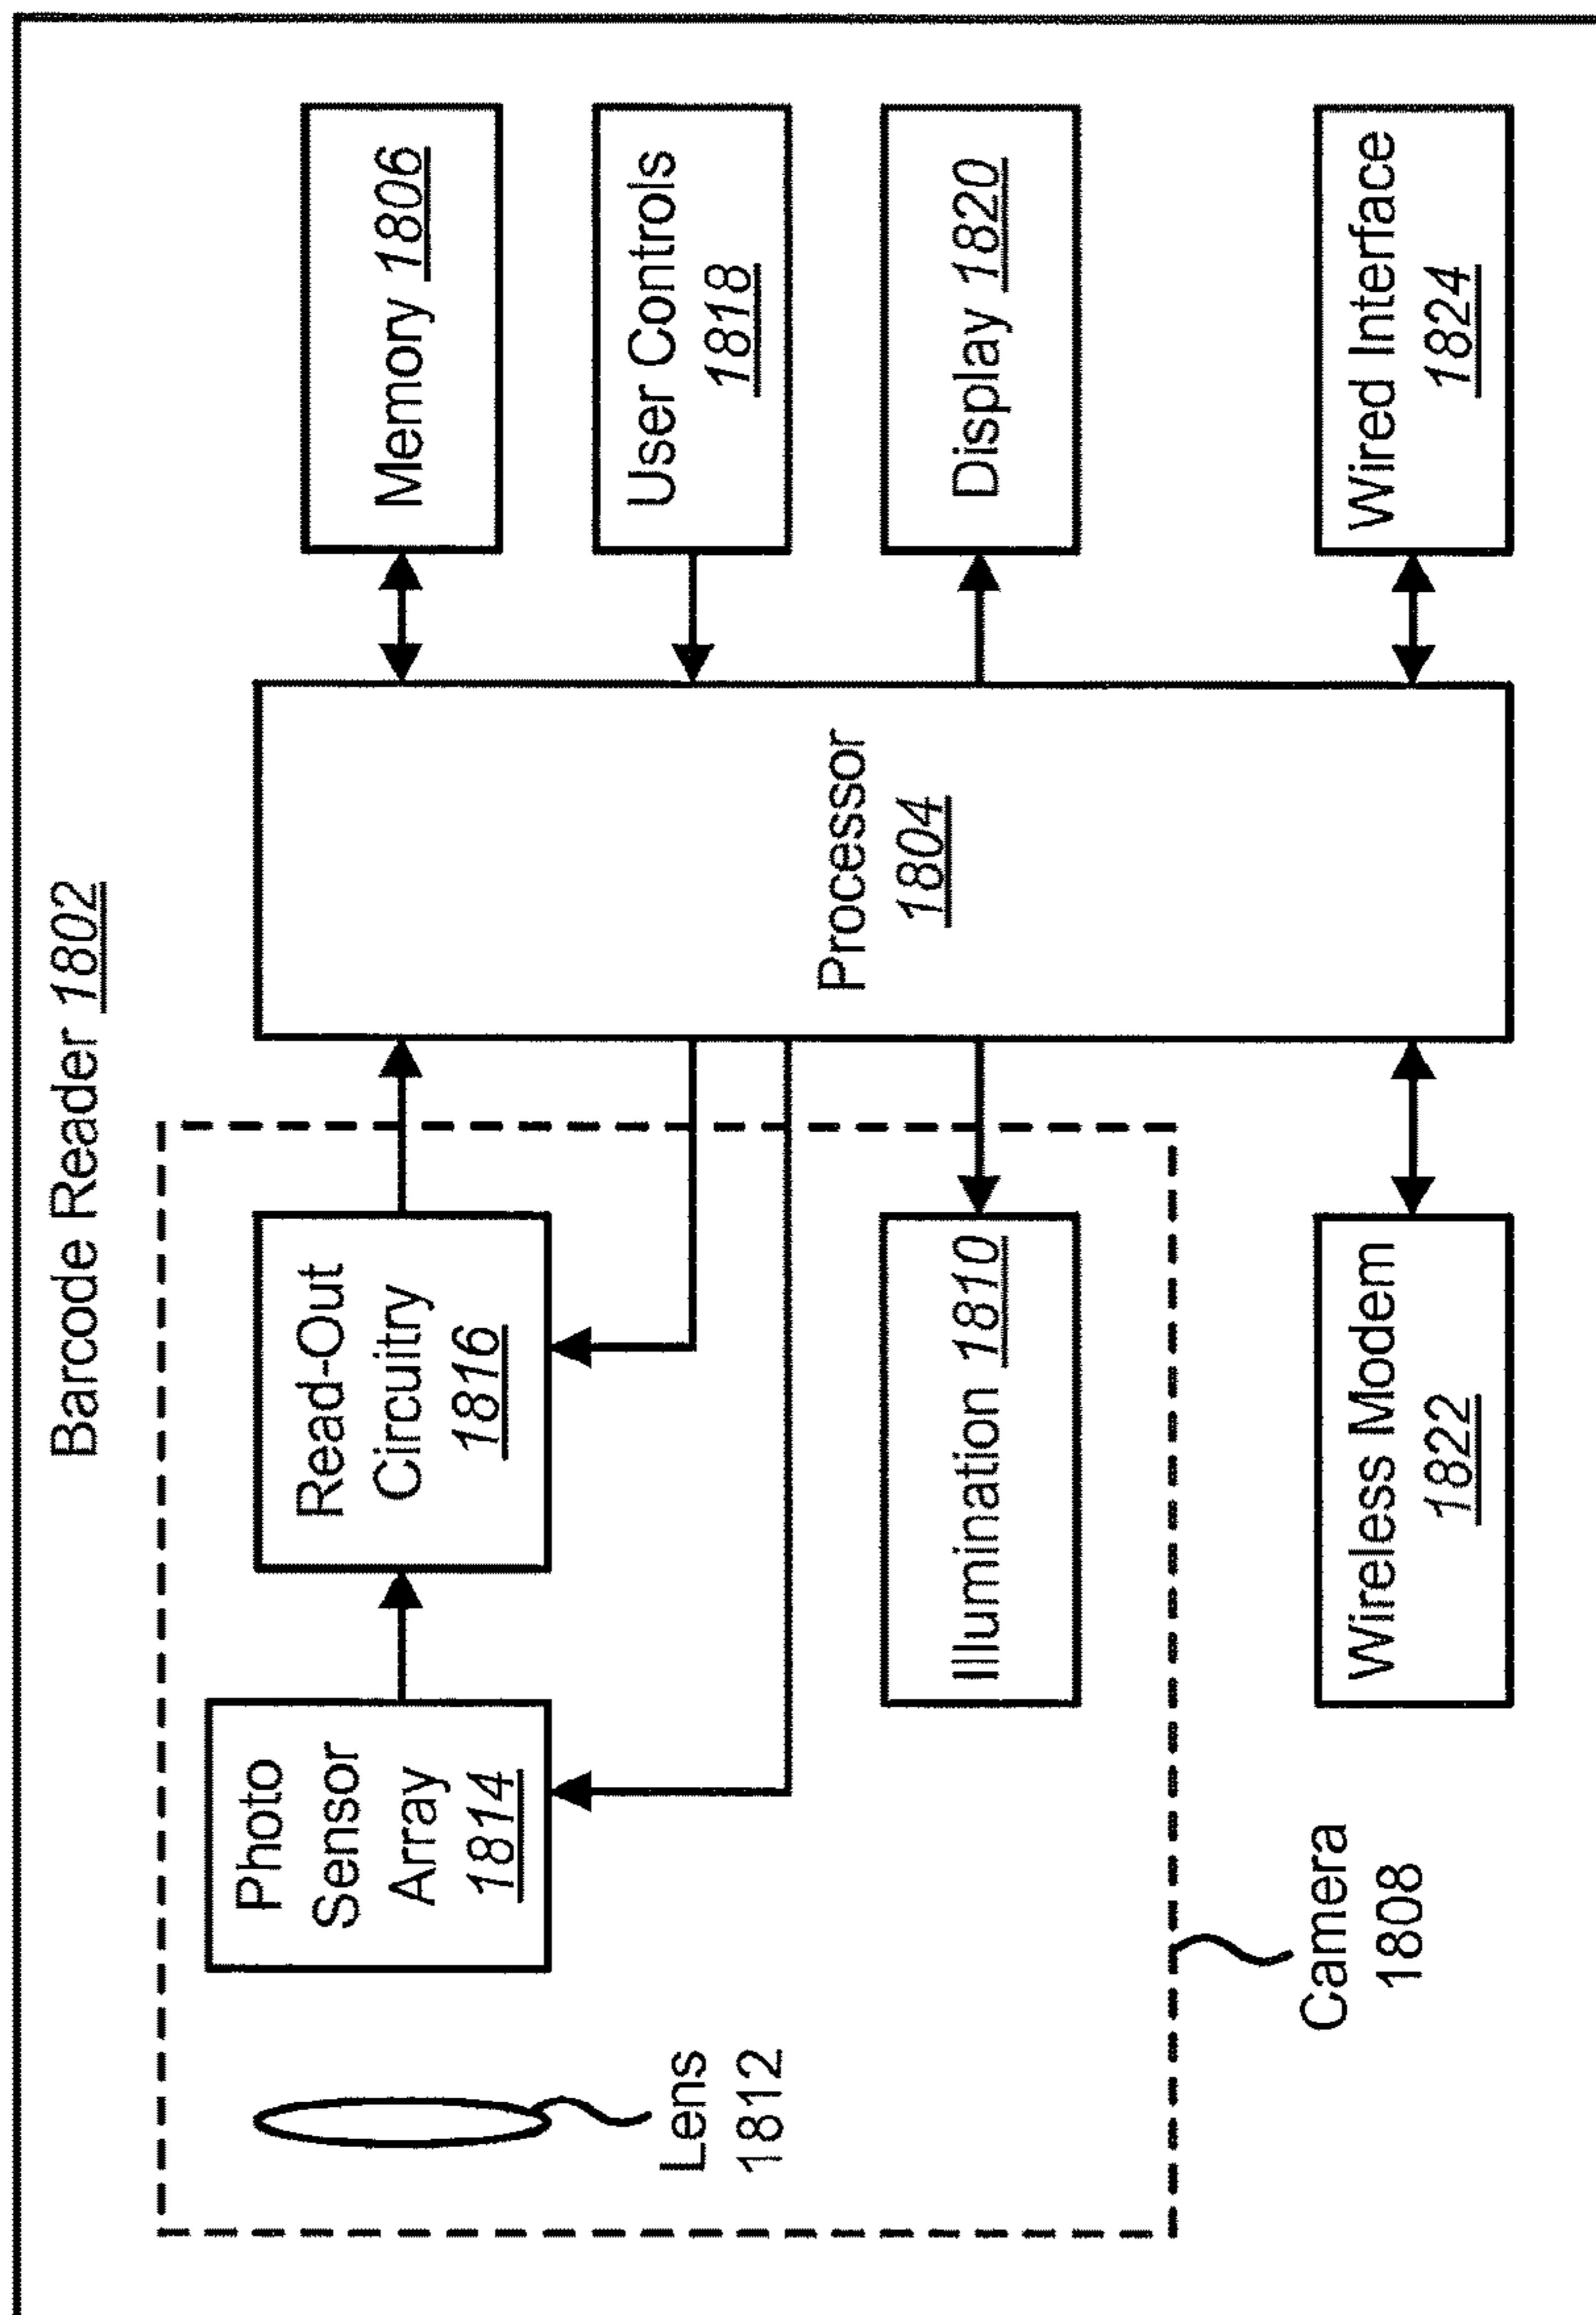 Barcode Reader 1802
Photo
Sensor
Array
1814
Read-Out
Circuitry
1816
Lens
1812
Illumination 1810
Camera
1808
Wireless Modem
1822
Processor
1804
Memory 1806
User Controls
1818
Display 1820
Wired Interface
1824